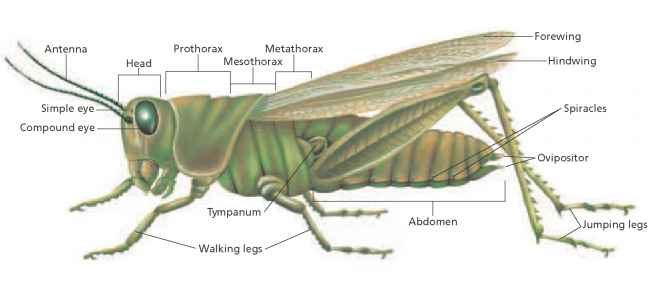 Antenna
Head
Prothorax
Mesothorax
Metathorax
Forewing
Hindwing
Simple eye
Compound eye
Spiracles
Ovipositor
Tympanum
Abdomen
Walking legs
Jumping legs